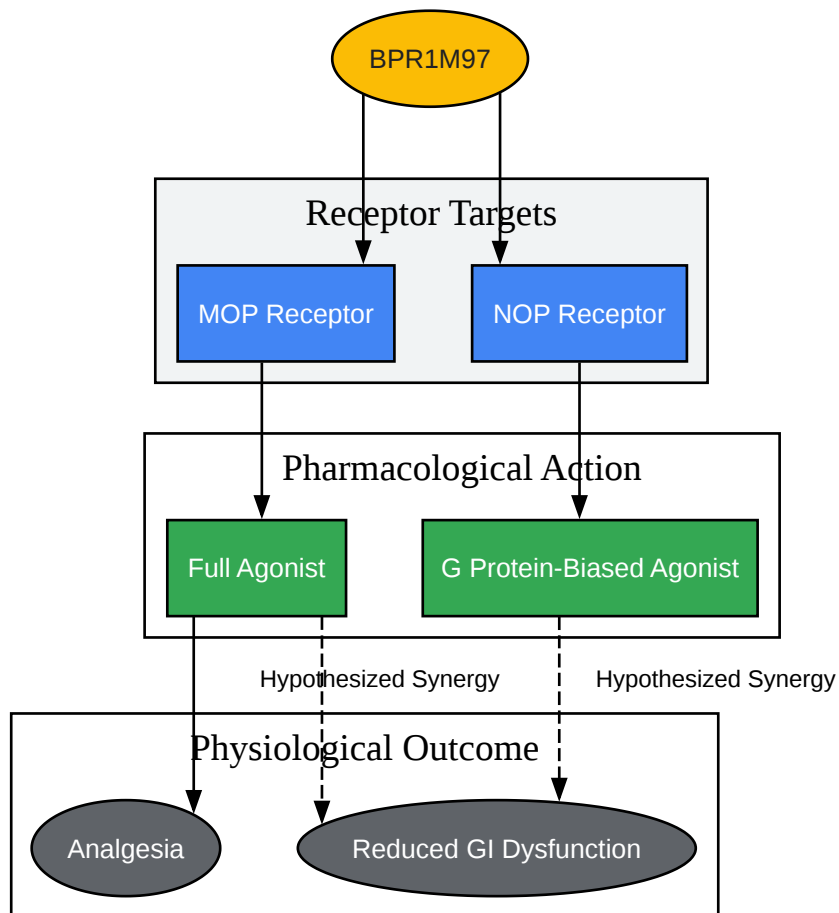 BPR1M97
Receptor Targets
MOP Receptor
NOP Receptor
Pharmacological Action
Full Agonist
G Protein-Biased Agonist
Hypothesized Synergy
Hypothesized Synergy
Physiological Outcome
Analgesia
Reduced GI Dysfunction